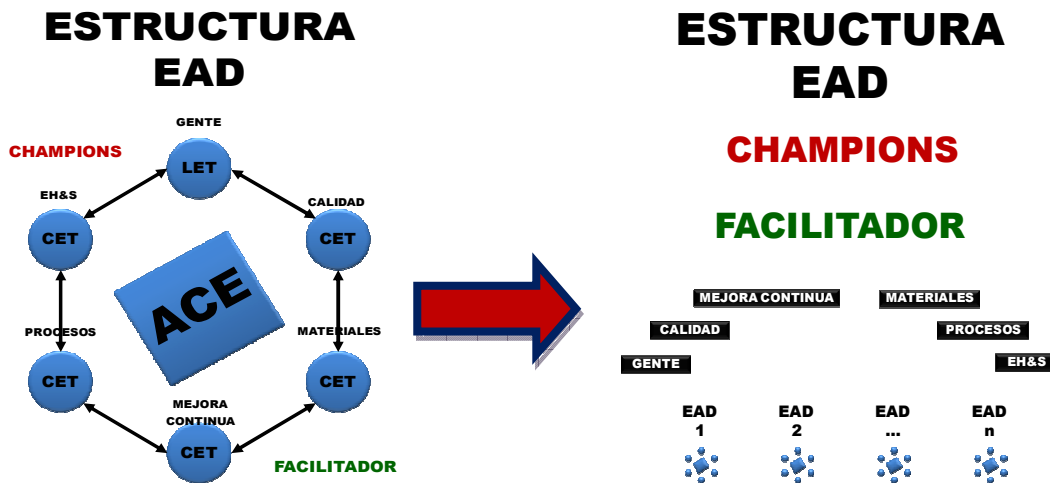 ESTRUCTURA
EAD
GENTE
CHAMPIONS
LET
EH&S
CALIDAD
CET
CET
ACE
PROCESOS
MATERIALES
CET
CET
MEJORA
CONTINUA
CET
FACILITADOR
ESTRUCTURA
EAD
CHAMPIONS
FACILITADOR
MEJORA CONTINUA
MATERIALES
CALIDAD
PROCESOS
GENTE
EH&S
EAD
1
EAD
2
EAD
...
EAD
n